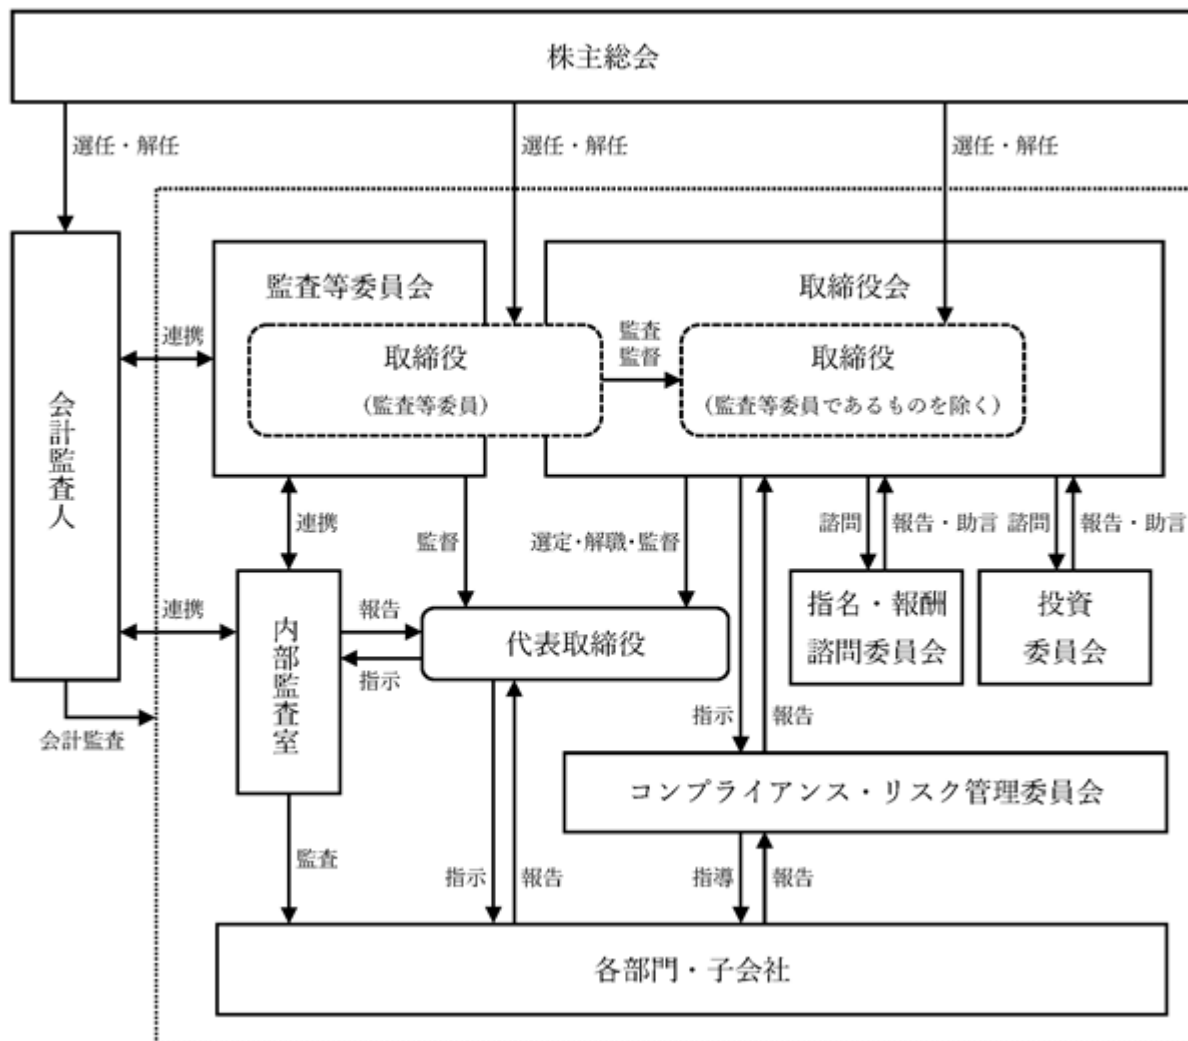 株主総会
選任・解任
選任・解任
選任・解任
監査等委員会
取締役会
連携
取締役
（監査等委員）
監査
監督
取締役
（監査等委員であるものを除く）
会計監査人
連携
監督
選定・解職・監督
諮問
報告・助言
諮問
報告・助言
連携
内部監査室
報告
指示
代表取締役
指名・報酬
諮問委員会
投資
委員会
会計監査
指示
報告
コンプライアンス・リスク管理委員会
監査
指示
報告
指導
報告
各部門・子会社